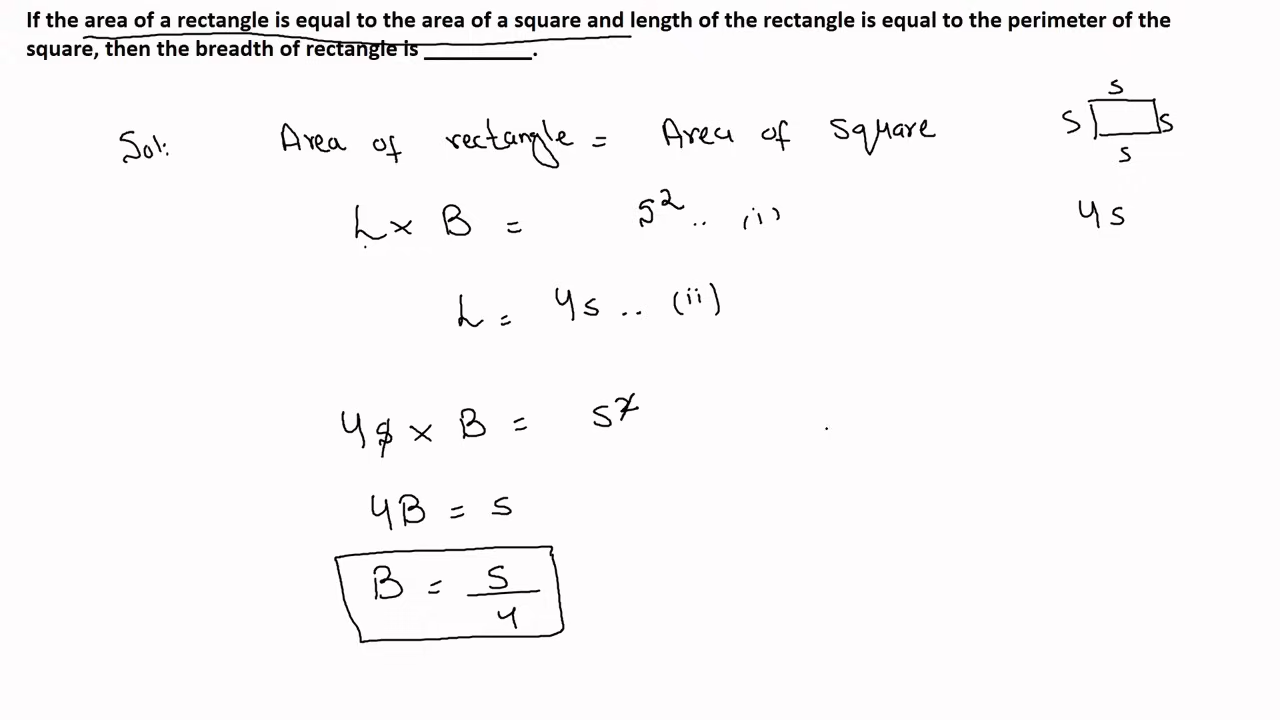 If the area of a rectangle is equal to the area of a square and length of the rectangle is equal to the perimeter of the
square, then the breadth of rectangle is _________.
s
Sol: Area of rectangle = Area of square
S s
s
L x B = s² .. (i)
4s
L = 4s .. (ii)
4s x B = s²
4B = s
B = s/4